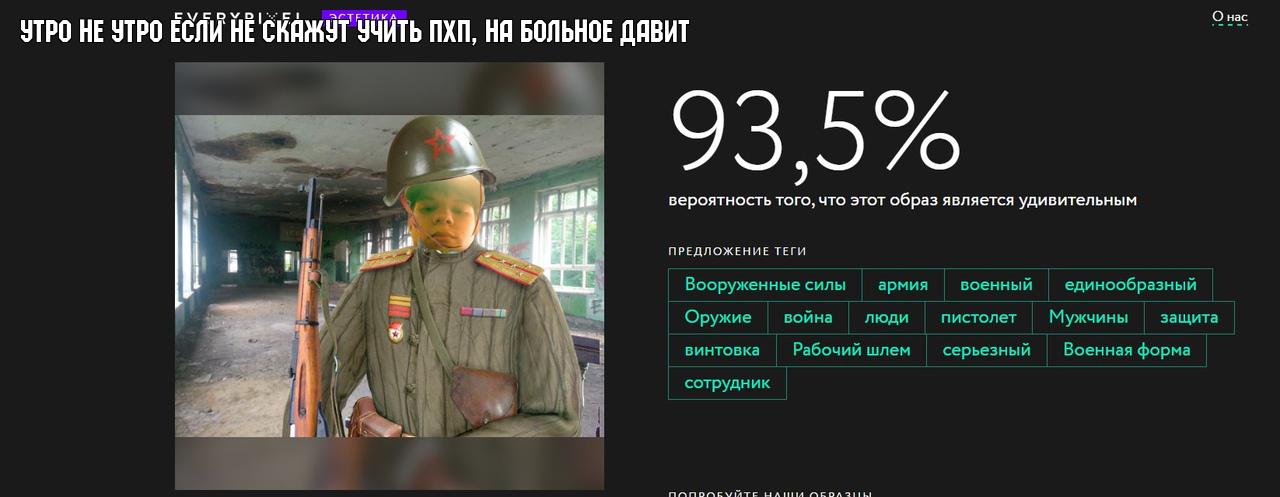 EVERYPIXEL ЭСТЕТИКА
О нас
УТРО НЕ УТРО ЕСЛИ НЕ СКАЖУТ УЧИТЬ ПХП, НА БОЛЬНОЕ ДАВИТ
93,5%
вероятность того, что этот образ является удивительным
ПРЕДЛОЖЕНИЕ ТЕГИ
Вооруженные силы армия военный единообразный
Оружие война люди пистолет Мужчины защита
винтовка Рабочий шлем серьезный Военная форма
сотрудник
ПОПРОБУЙТЕ НАШИ ОБРАЗЦЫ